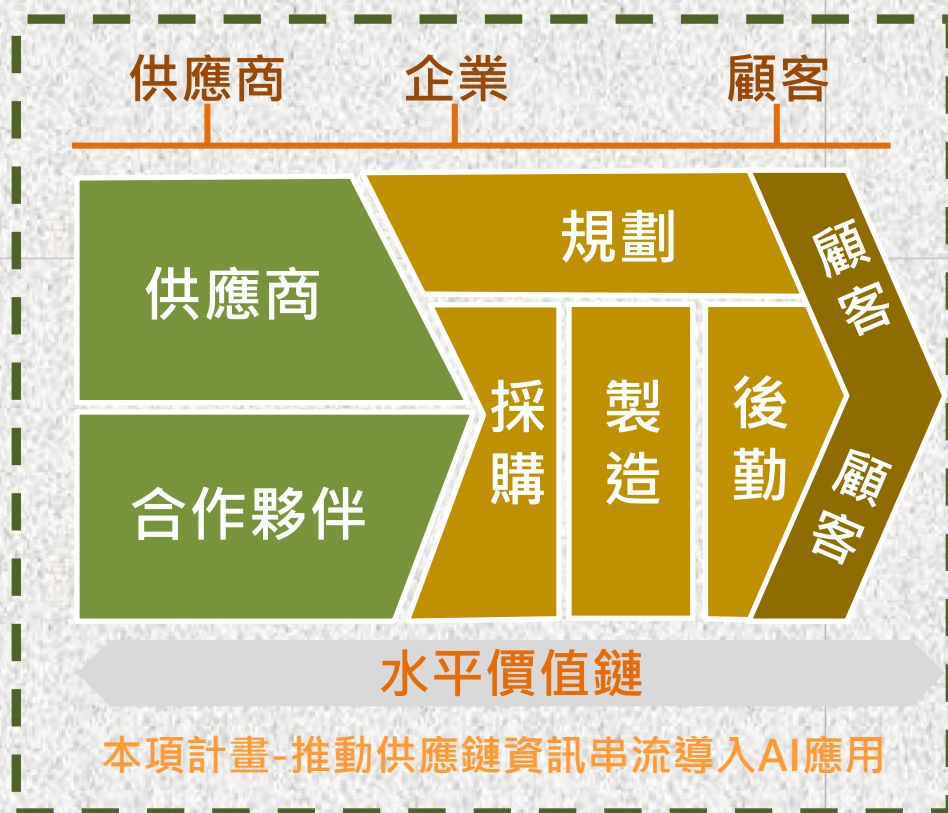 供應商 企業 顧客
規劃
供應商
採購
製造
後勤
顧客
顧客
合作夥伴
水平價值鏈
本項計畫-推動供應鏈資訊串流導入AI應用